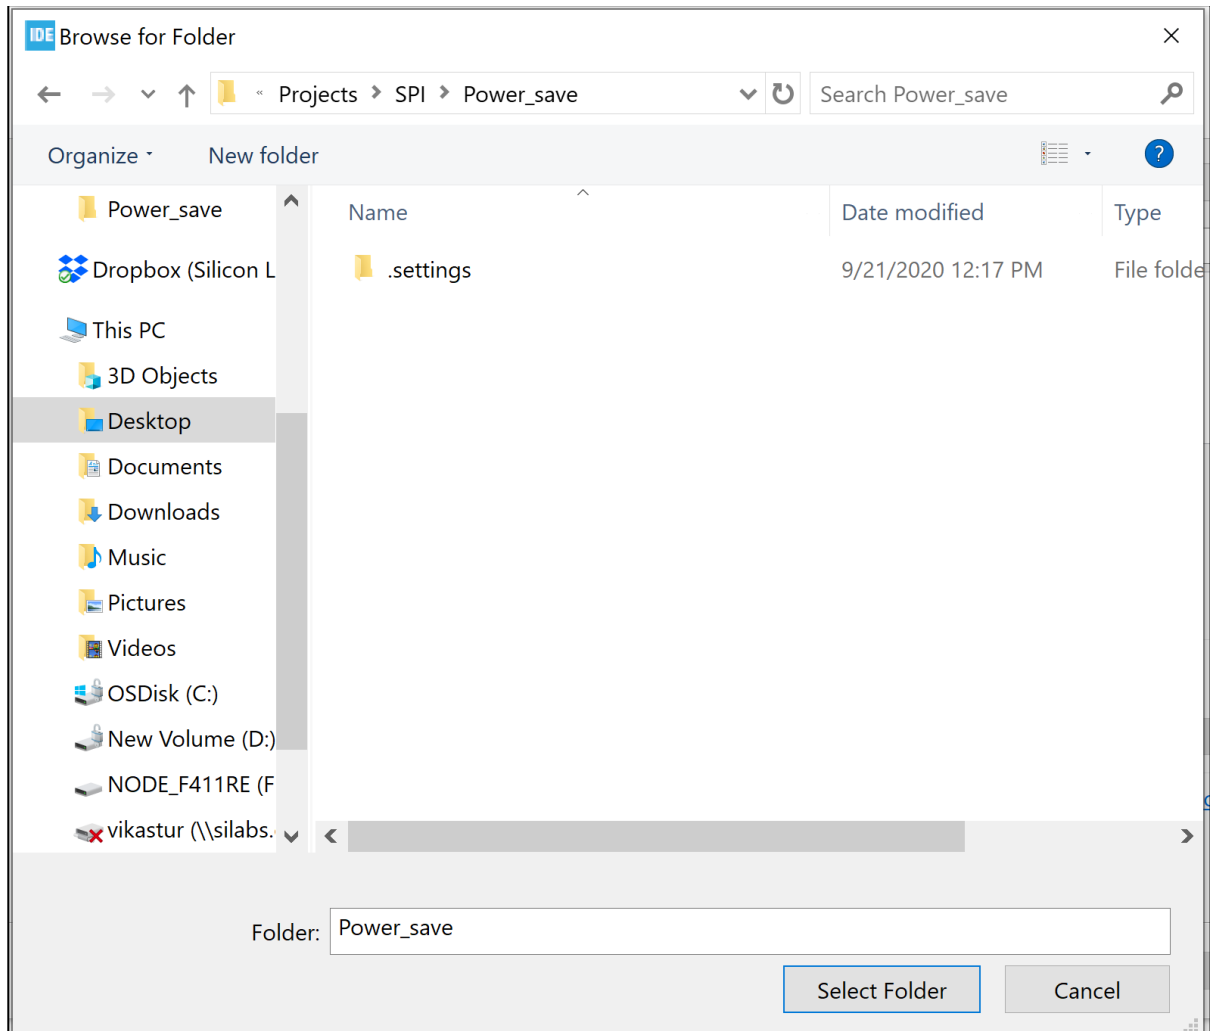 IDE Browse for Folder
« Projects > SPI > Power_save
Search Power_save
Organize
New folder
?
Power_save
Dropbox (Silicon L
This PC
3D Objects
Desktop
Documents
Downloads
Music
Pictures
Videos
OSDisk (C:)
New Volume (D:)
NODE_F411RE (F
vikastur (\\silabs.
Name
Date modified
Type
.settings
9/21/2020 12:17 PM
File folde
Folder:
Power_save
Select Folder
Cancel